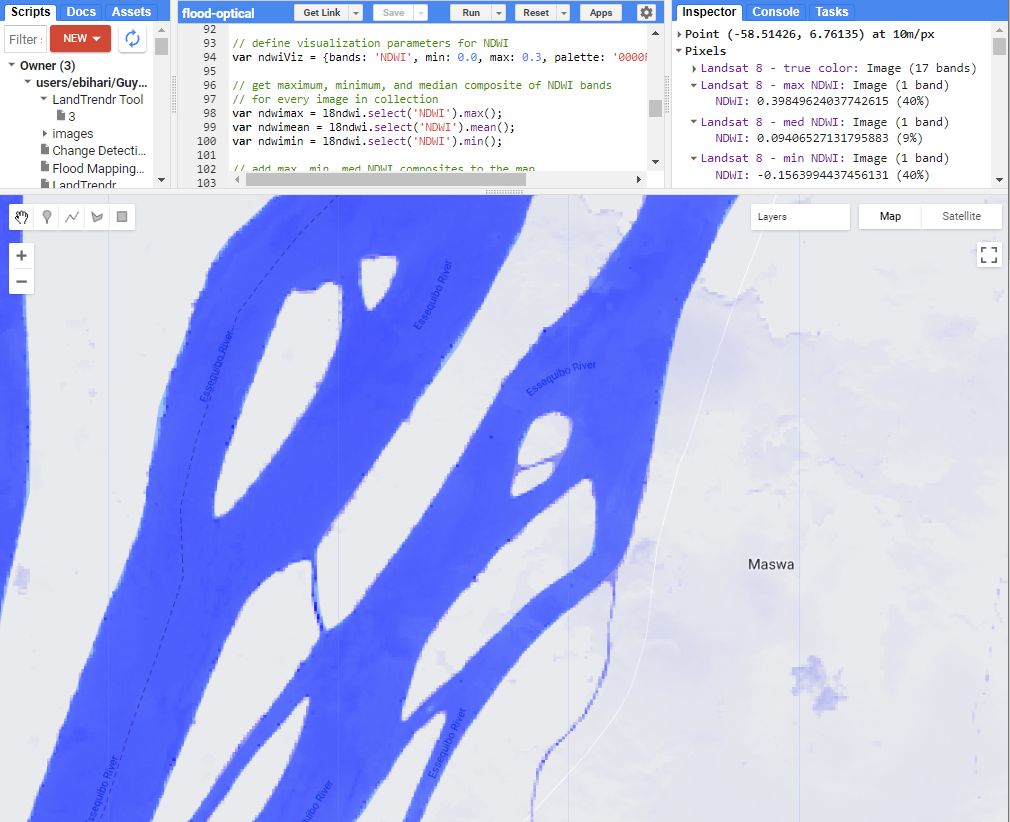 Scripts Docs Assets
Filter
NEW
Owner (3)
users/ebihari/Guy...
LandTrendr Tool
3
images
Change Detecti...
Flood Mapping...
LandTrendr
flood-optical
Get Link
Save
Run
Reset
Apps
92
93 // define visualization parameters for NDWI
94 var ndwiViz = {bands: 'NDWI', min: 0.0, max: 0.3, palette: '0000
95
96 // get maximum, minimum, and median composite of NDWI bands
97 // for every image in collection
98 var ndwimax = l8ndwi.select('NDWI').max();
99 var ndwimean = l8ndwi.select('NDWI').mean();
100 var ndwimin = l8ndwi.select('NDWI').min();
101
102 // add max, min, med NDWI composites to the map
103
Inspector Console Tasks
Point (-58.51426, 6.76135) at 10m/px
Pixels
Landsat 8 - true color: Image (17 bands)
Landsat 8 - max NDWI: Image (1 band)
NDWI: 0.39849624037742615 (40%)
Landsat 8 - med NDWI: Image (1 band)
NDWI: 0.09406527131795883 (9%)
Landsat 8 - min NDWI: Image (1 band)
NDWI: -0.1563994437456131 (40%)
Layers
Map
Satellite
+
−
Essequibo River
Essequibo River
Essequibo River
Maswa
Essequibo River
Essequibo River
Essequibo River